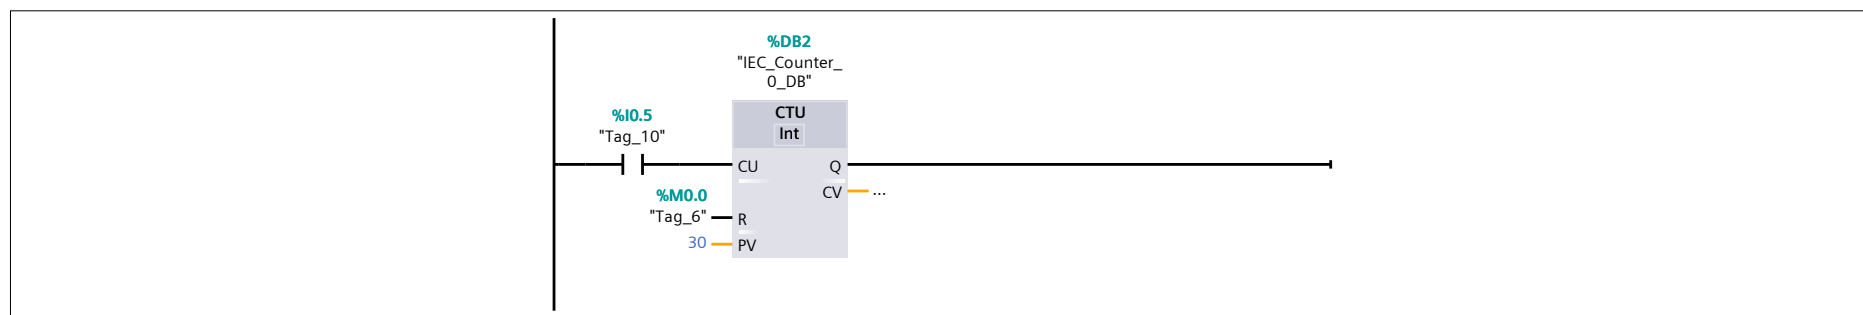 %DB2
"IEC_Counter_
0_DB"
%I0.5
"Tag_10"
CTU
Int
CU
Q
CV
...
%M0.0
"Tag_6"
R
30
PV